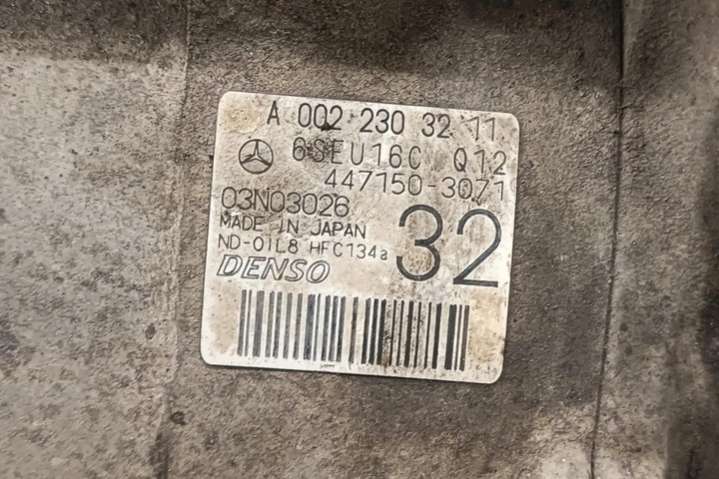 A 002 230 32 11
6SEU16C Q12
447150-3071
03N03026
MADE IN JAPAN
ND-OIL8 HFC134a
32
DENSO